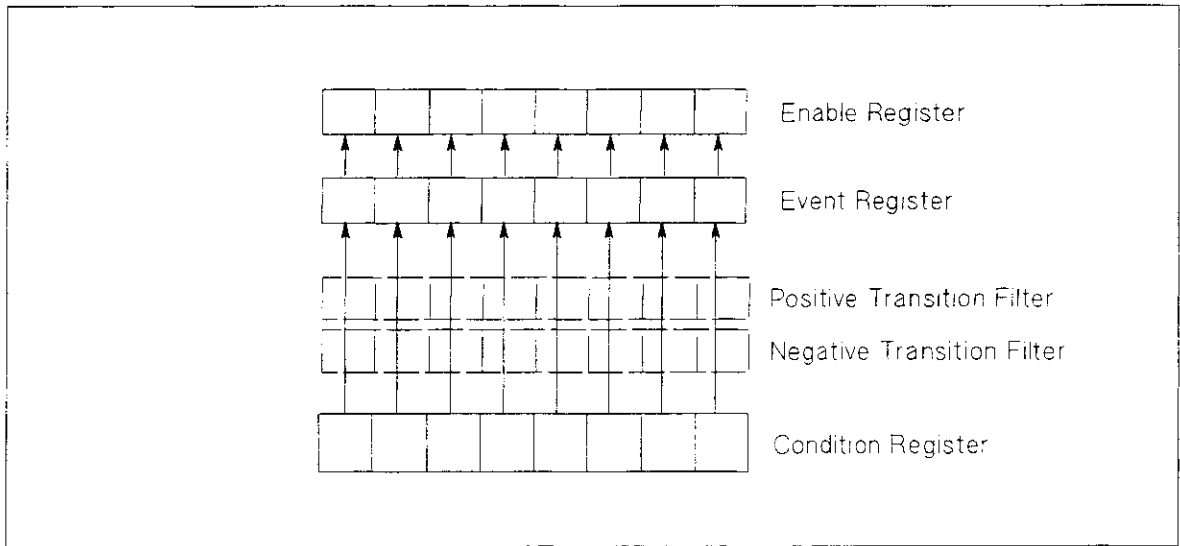 Enable Register
Event Register
Positive Transition Filter
Negative Transition Filter
Condition Register